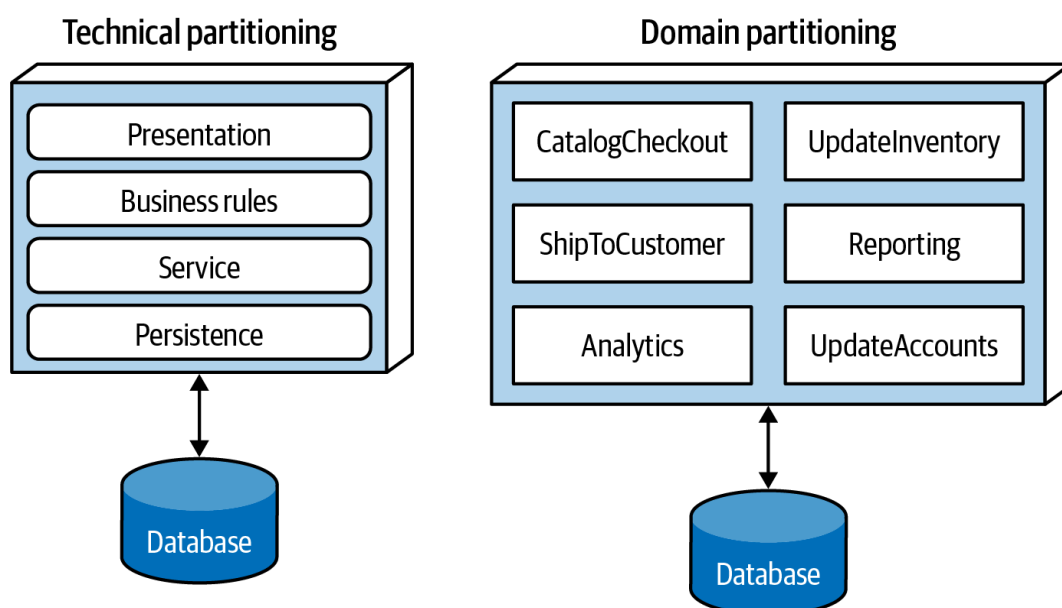 Technical partitioning
Presentation
Business rules
Service
Persistence
Database
Domain partitioning
CatalogCheckout
UpdateInventory
ShipToCustomer
Reporting
Analytics
UpdateAccounts
Database